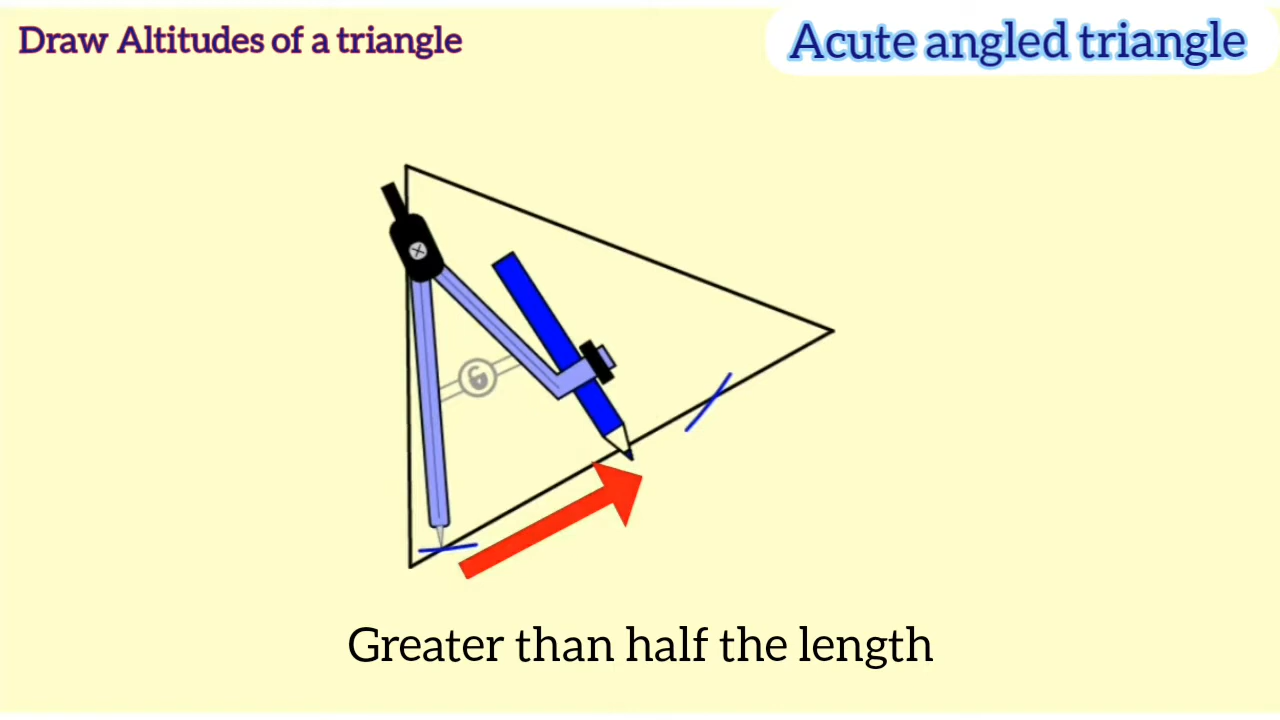 Draw Altitudes of a triangle
Acute angled triangle
Greater than half the length